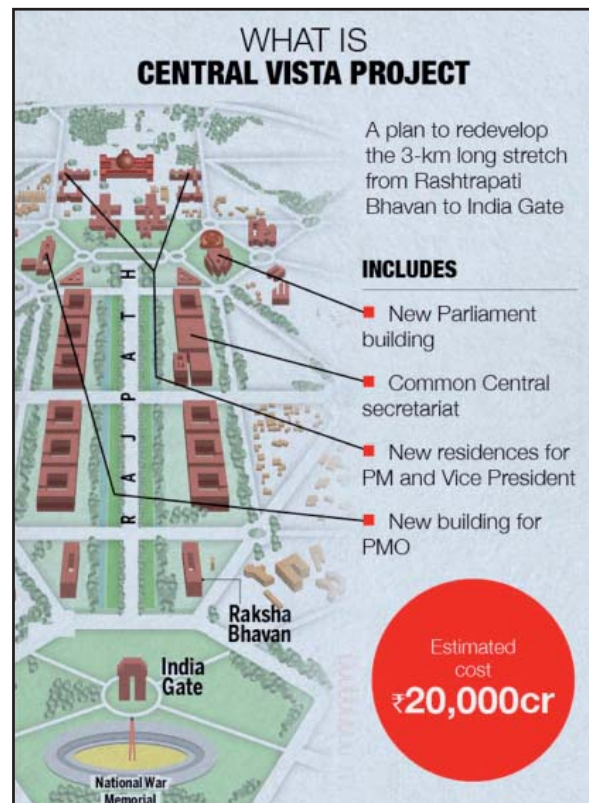 WHAT IS
CENTRAL VISTA PROJECT
A plan to redevelop
the 3-km long stretch
from Rashtrapati
Bhavan to India Gate
INCLUDES
New Parliament
building
Common Central
secretariat
New residences for
PM and Vice President
New building for
PMO
RAJPATH
Raksha
Bhavan
India
Gate
National War
Memorial
Estimated
cost
₹20,000cr